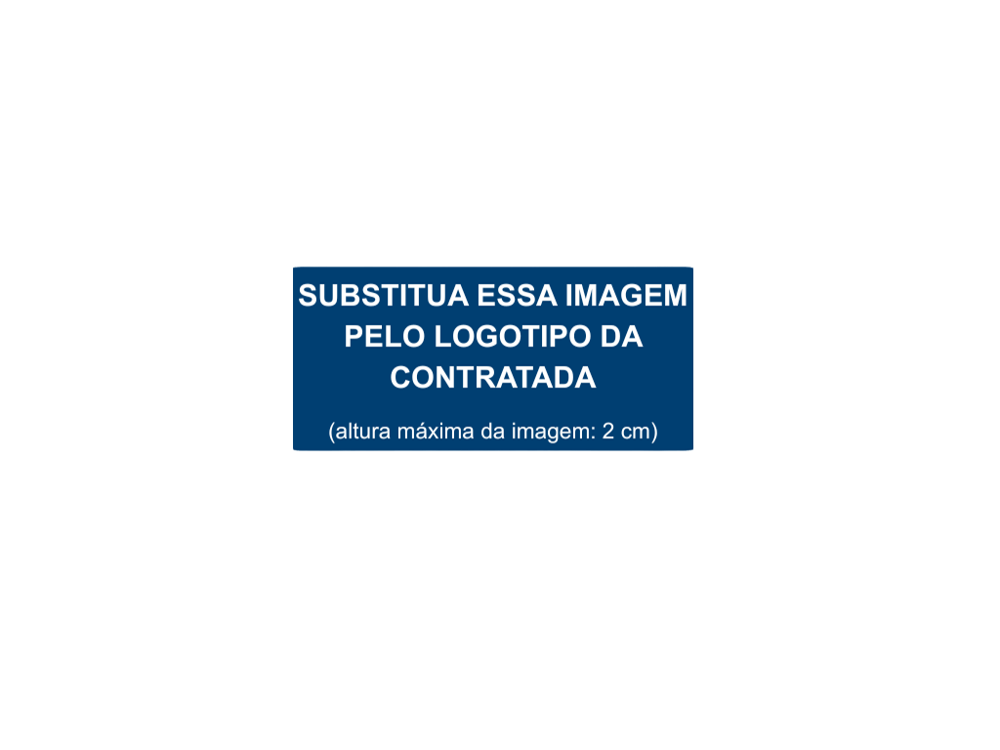 SUBSTITUA ESSA IMAGEM
PELO LOGOTIPO DA
CONTRATADA
(altura máxima da imagem: 2 cm)